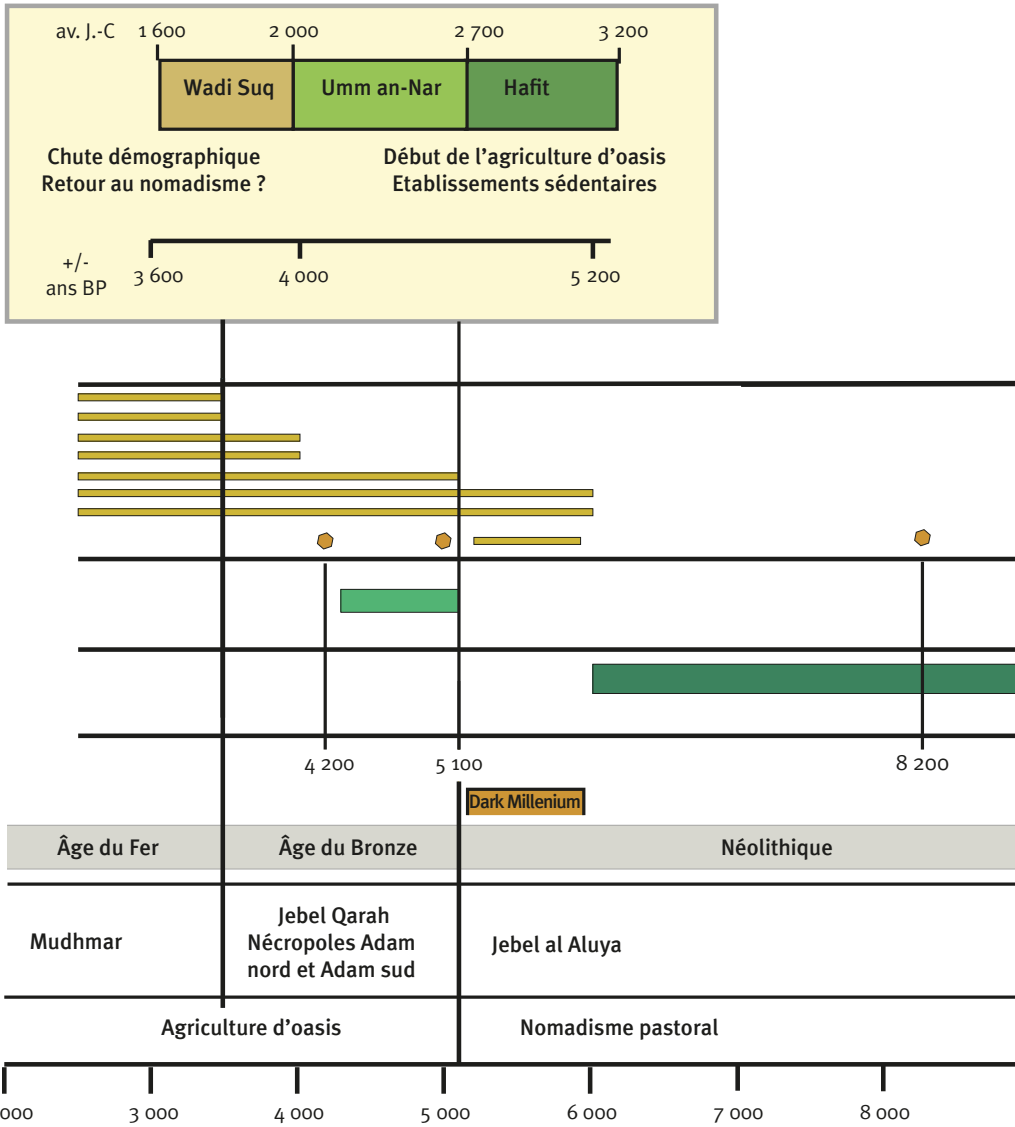 av. J.-C 1 600 2 000 2 700 3 200
Wadi Suq Umm an-Nar Hafit
Chute démographique
Retour au nomadisme ?
Début de l'agriculture d'oasis
Etablissements sédentaires
+/-
ans BP
3 600 4 000 5 200
4 200 5 100 8 200
Dark Millenium
Âge du Fer Âge du Bronze Néolithique
Mudhmar
Jebel Qarah
Nécropoles Adam
nord et Adam sud
Jebel al Aluya
Agriculture d'oasis Nomadisme pastoral
000 3 000 4 000 5 000 6 000 7 000 8 000